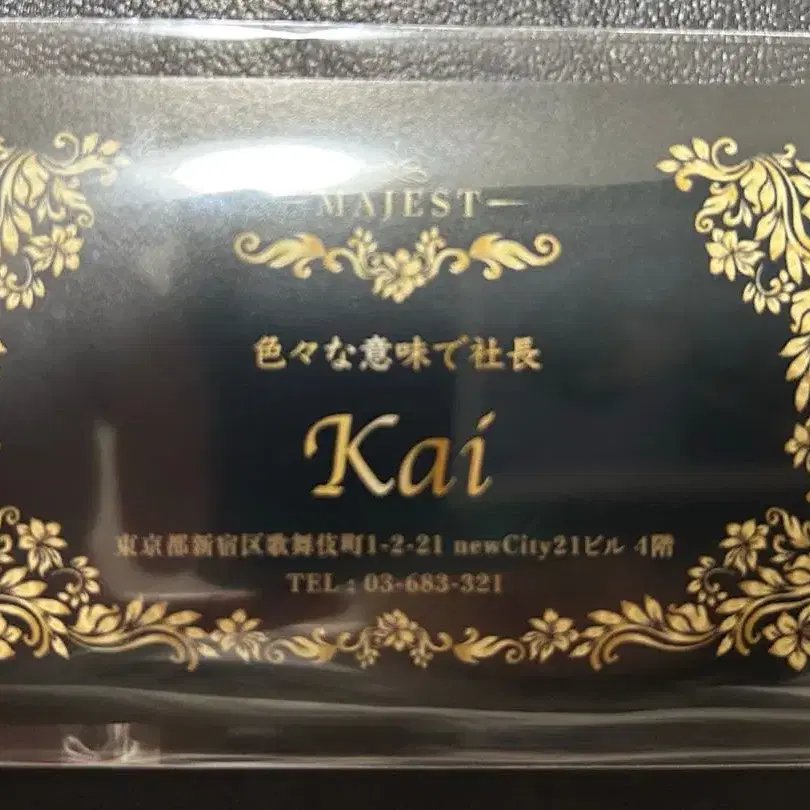 MAJEST
色々な意味で社長
Kai
東京都新宿区歌舞伎町1-2-21 newCity21ビル 4階
TEL : 03-683-321